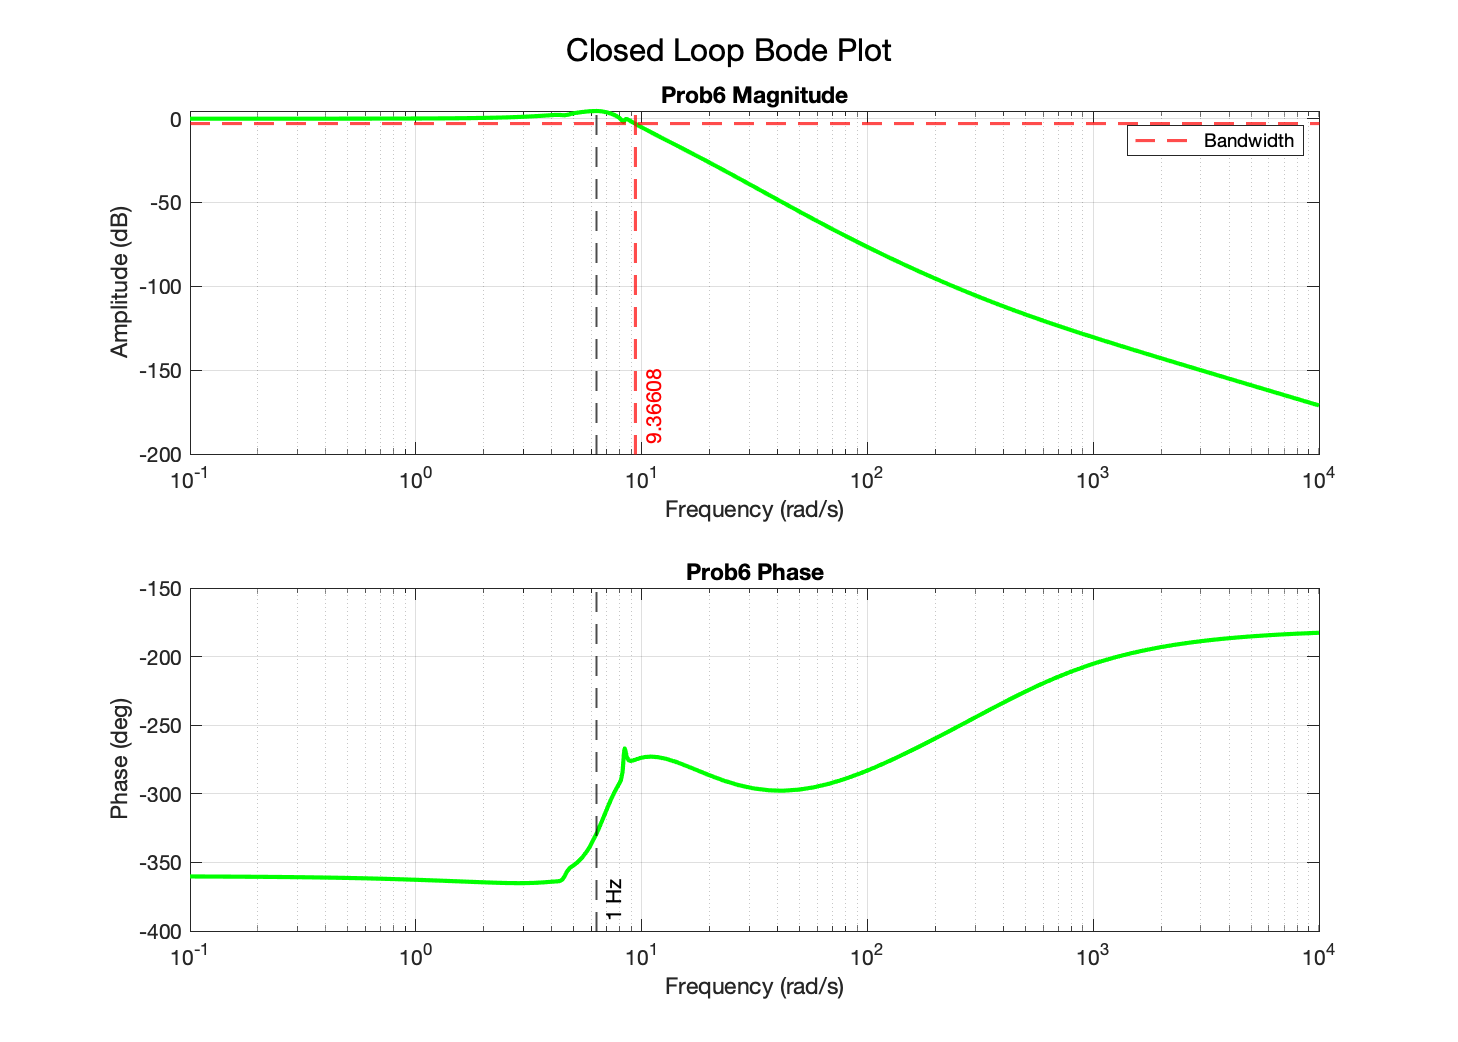 Closed Loop Bode Plot
Prob6 Magnitude
0
-50
-100
-150
-200
Amplitude (dB)
Bandwidth
9.36608
10^-1
10^0
10^1
10^2
10^3
10^4
Frequency (rad/s)
Prob6 Phase
-150
-200
-250
-300
-350
-400
Phase (deg)
1 Hz
10^-1
10^0
10^1
10^2
10^3
10^4
Frequency (rad/s)